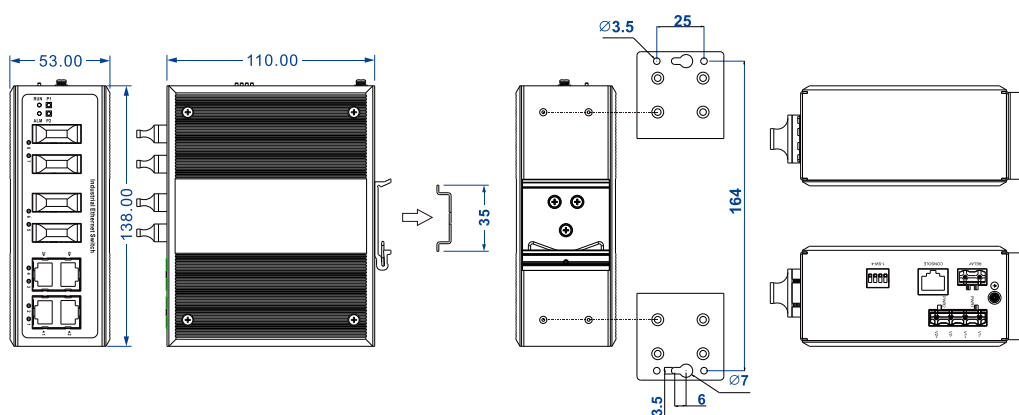 53.00
RUN P1
ALM P2
Industrial Ethernet Switch
138.00
110.00
35
Ø3.5
25
164
Ø7
3.5
6
RELAY
CONSOLE